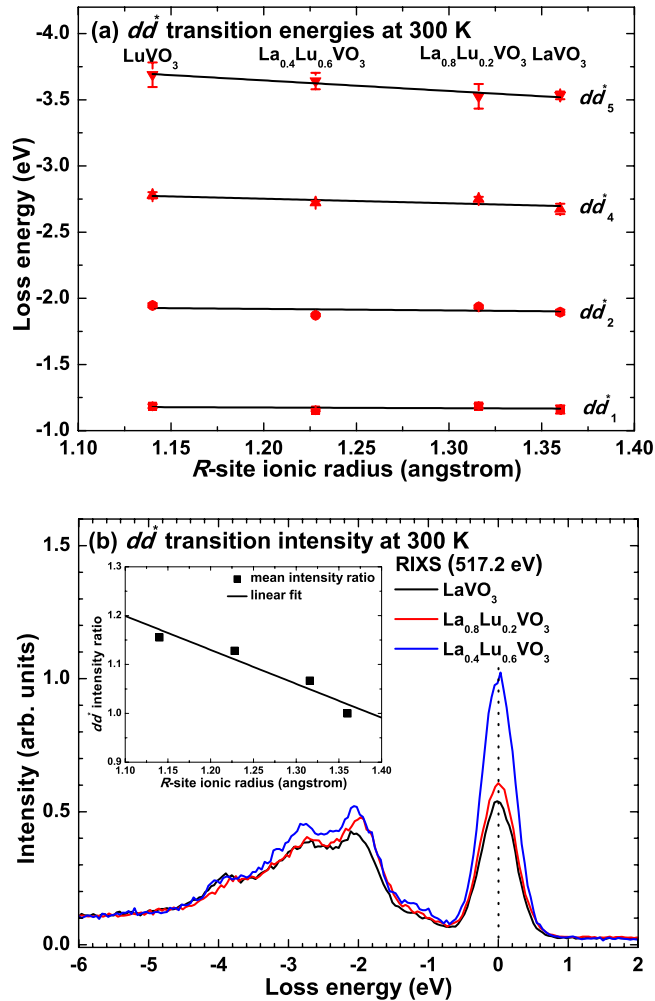 (a) dd* transition energies at 300 K
LuVO3 La0.4Lu0.6VO3 La0.8Lu0.2VO3 LaVO3
dd*5
dd*4
dd*2
dd*1
-4.0
-3.5
-3.0
-2.5
-2.0
-1.5
-1.0
Loss energy (eV)
1.10 1.15 1.20 1.25 1.30 1.35 1.40
R-site ionic radius (angstrom)
(b) dd* transition intensity at 300 K
RIXS (517.2 eV)
LaVO3
La0.8Lu0.2VO3
La0.4Lu0.6VO3
mean intensity ratio
linear fit
1.3
1.2
1.1
1.0
0.9
dd* intensity ratio
1.10 1.15 1.20 1.25 1.30 1.35 1.40
R-site ionic radius (angstrom)
1.5
1.0
0.5
0.0
Intensity (arb. units)
-6 -5 -4 -3 -2 -1 0 1 2
Loss energy (eV)